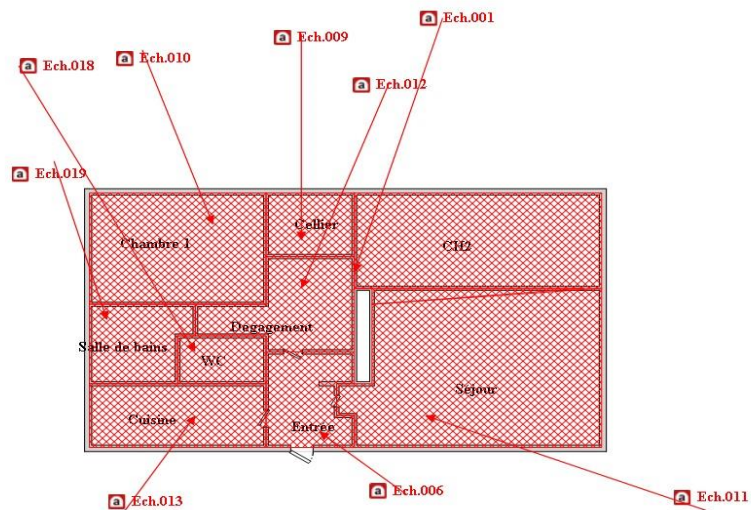 a Ech.001
a Ech.009
a Ech.010
a Ech.018
a Ech.012
a Ech.019
Cellier
Chambre 1
CH2
Dégagement
Salle de bains
WC
Séjour
Cuisine
Entrée
a Ech.006
a Ech.011
a Ech.013